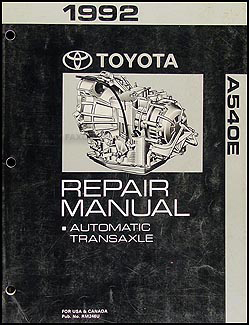 1992
TOYOTA
A540E
REPAIR
MANUAL
▪ AUTOMATIC
TRANSAXLE
FOR USA & CANADA
Pub. No. RM248U